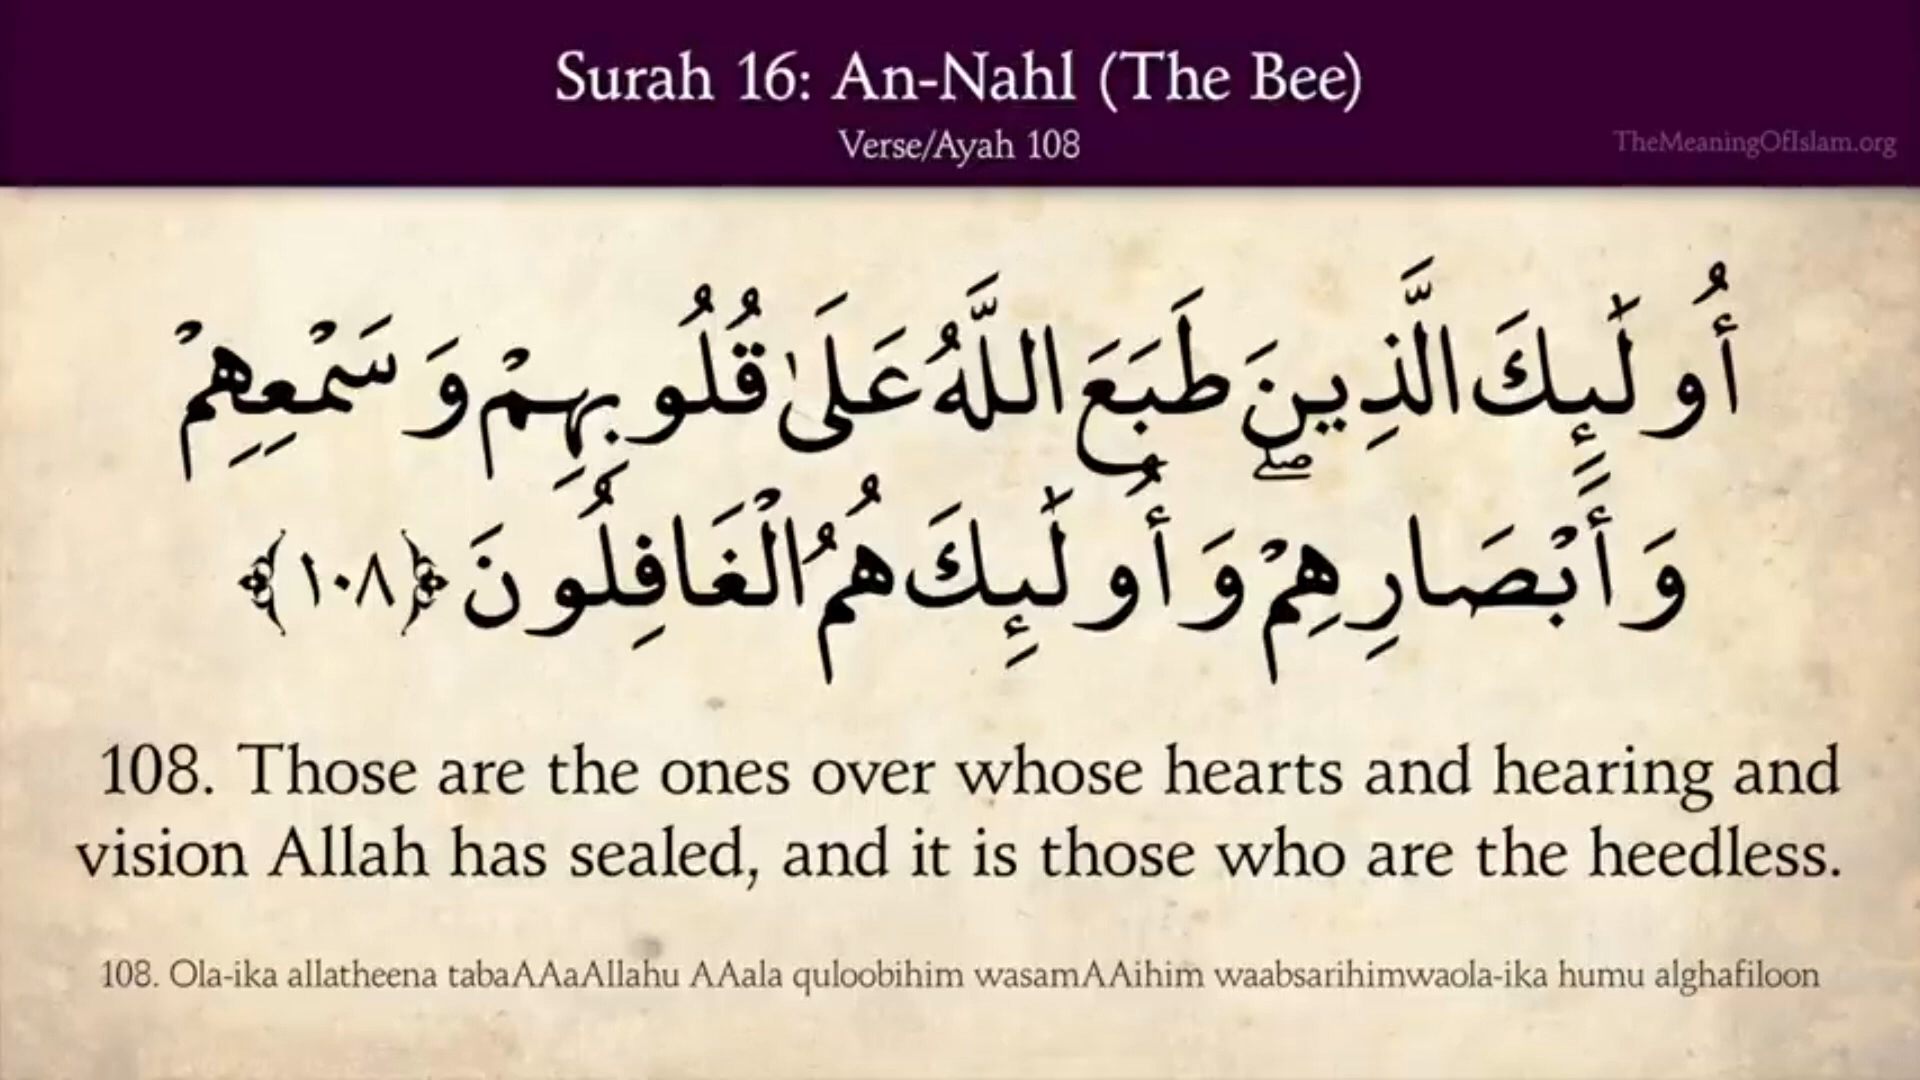 Surah 16: An-Nahl (The Bee)
Verse/Ayah 108
TheMeaningOfIslam.org
أُولَٰئِكَ الَّذِينَ طَبَعَ اللَّهُ عَلَىٰ قُلُوبِهِمْ وَسَمْعِهِمْ
وَأَبْصَارِهِمْ ۖ وَأُولَٰئِكَ هُمُ الْغَافِلُونَ ﴿١٠٨﴾
108. Those are the ones over whose hearts and hearing and
vision Allah has sealed, and it is those who are the heedless.
108. Ola-ika allatheena tabaAAaAllahu AAala quloobihim wasamAAihim waabsarihimwaola-ika humu alghafiloon